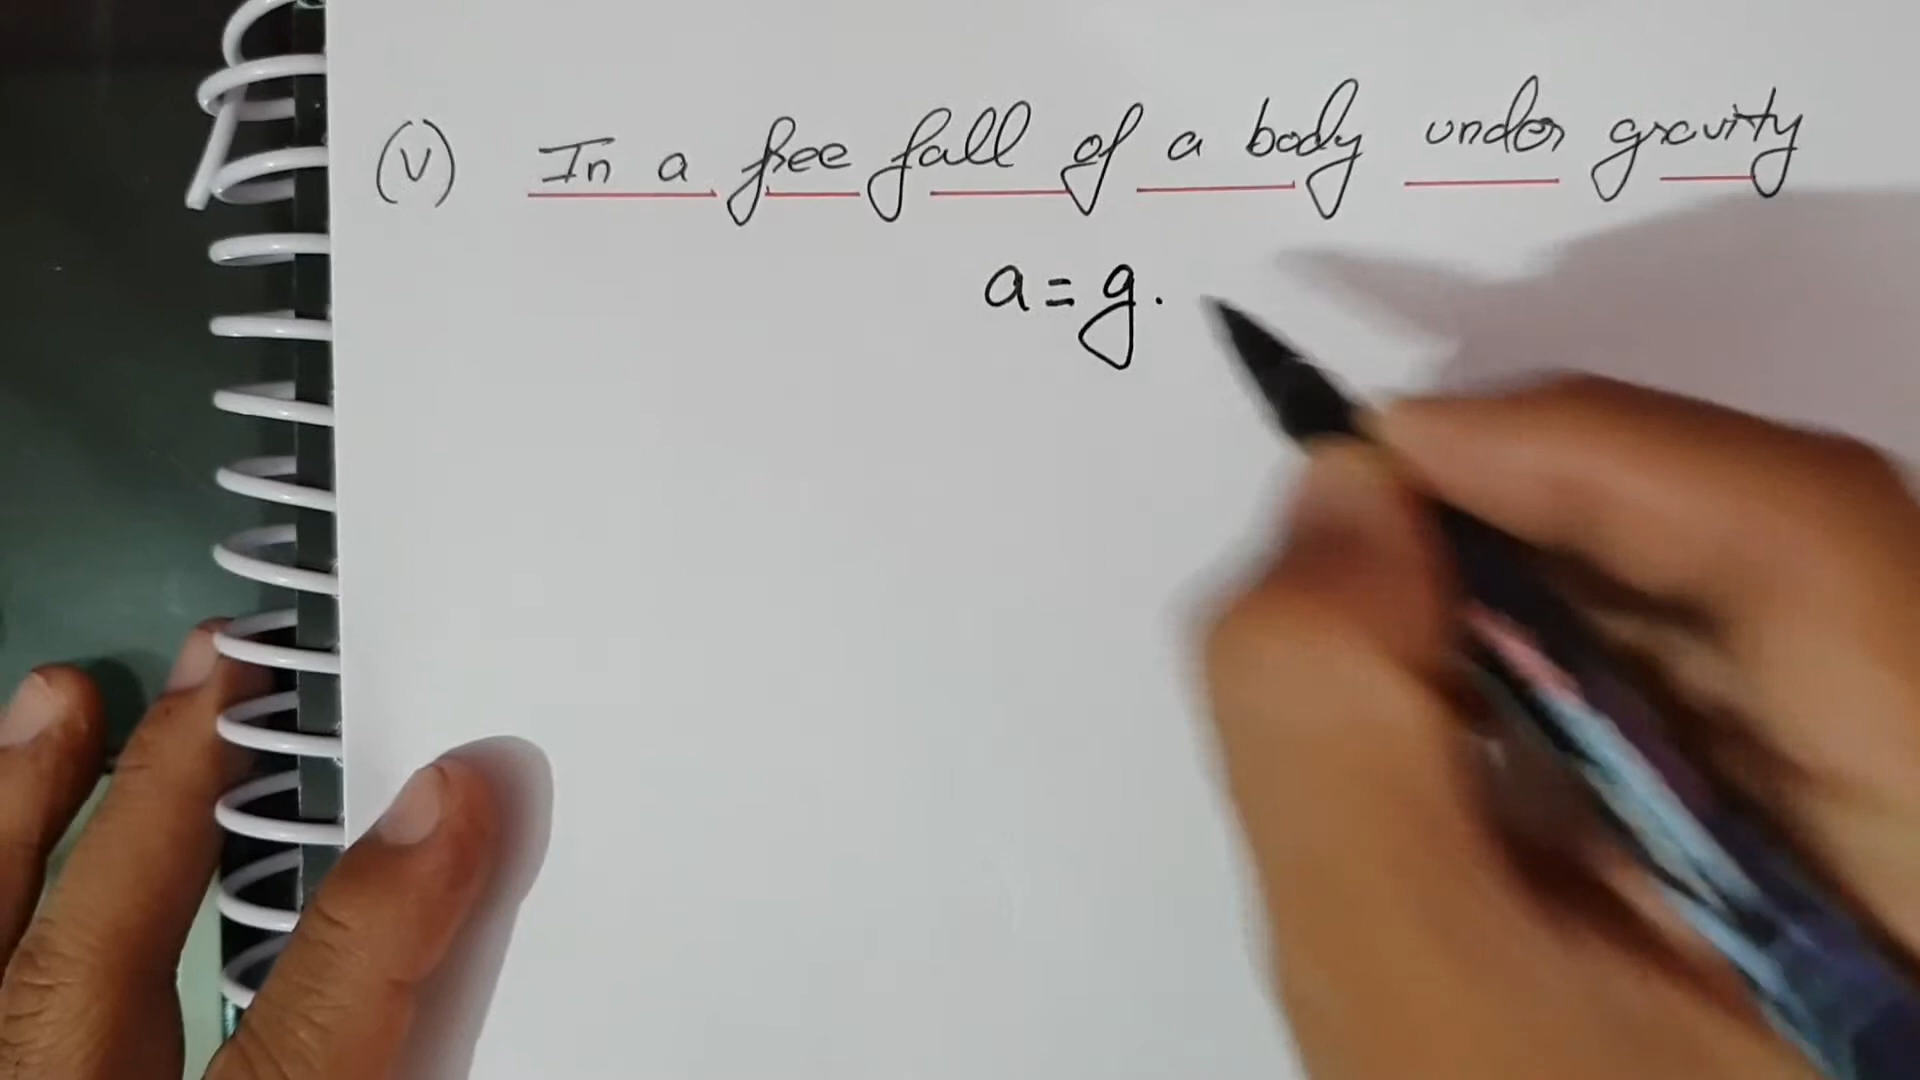 (V) In a free fall of a body under gravity
a = g.